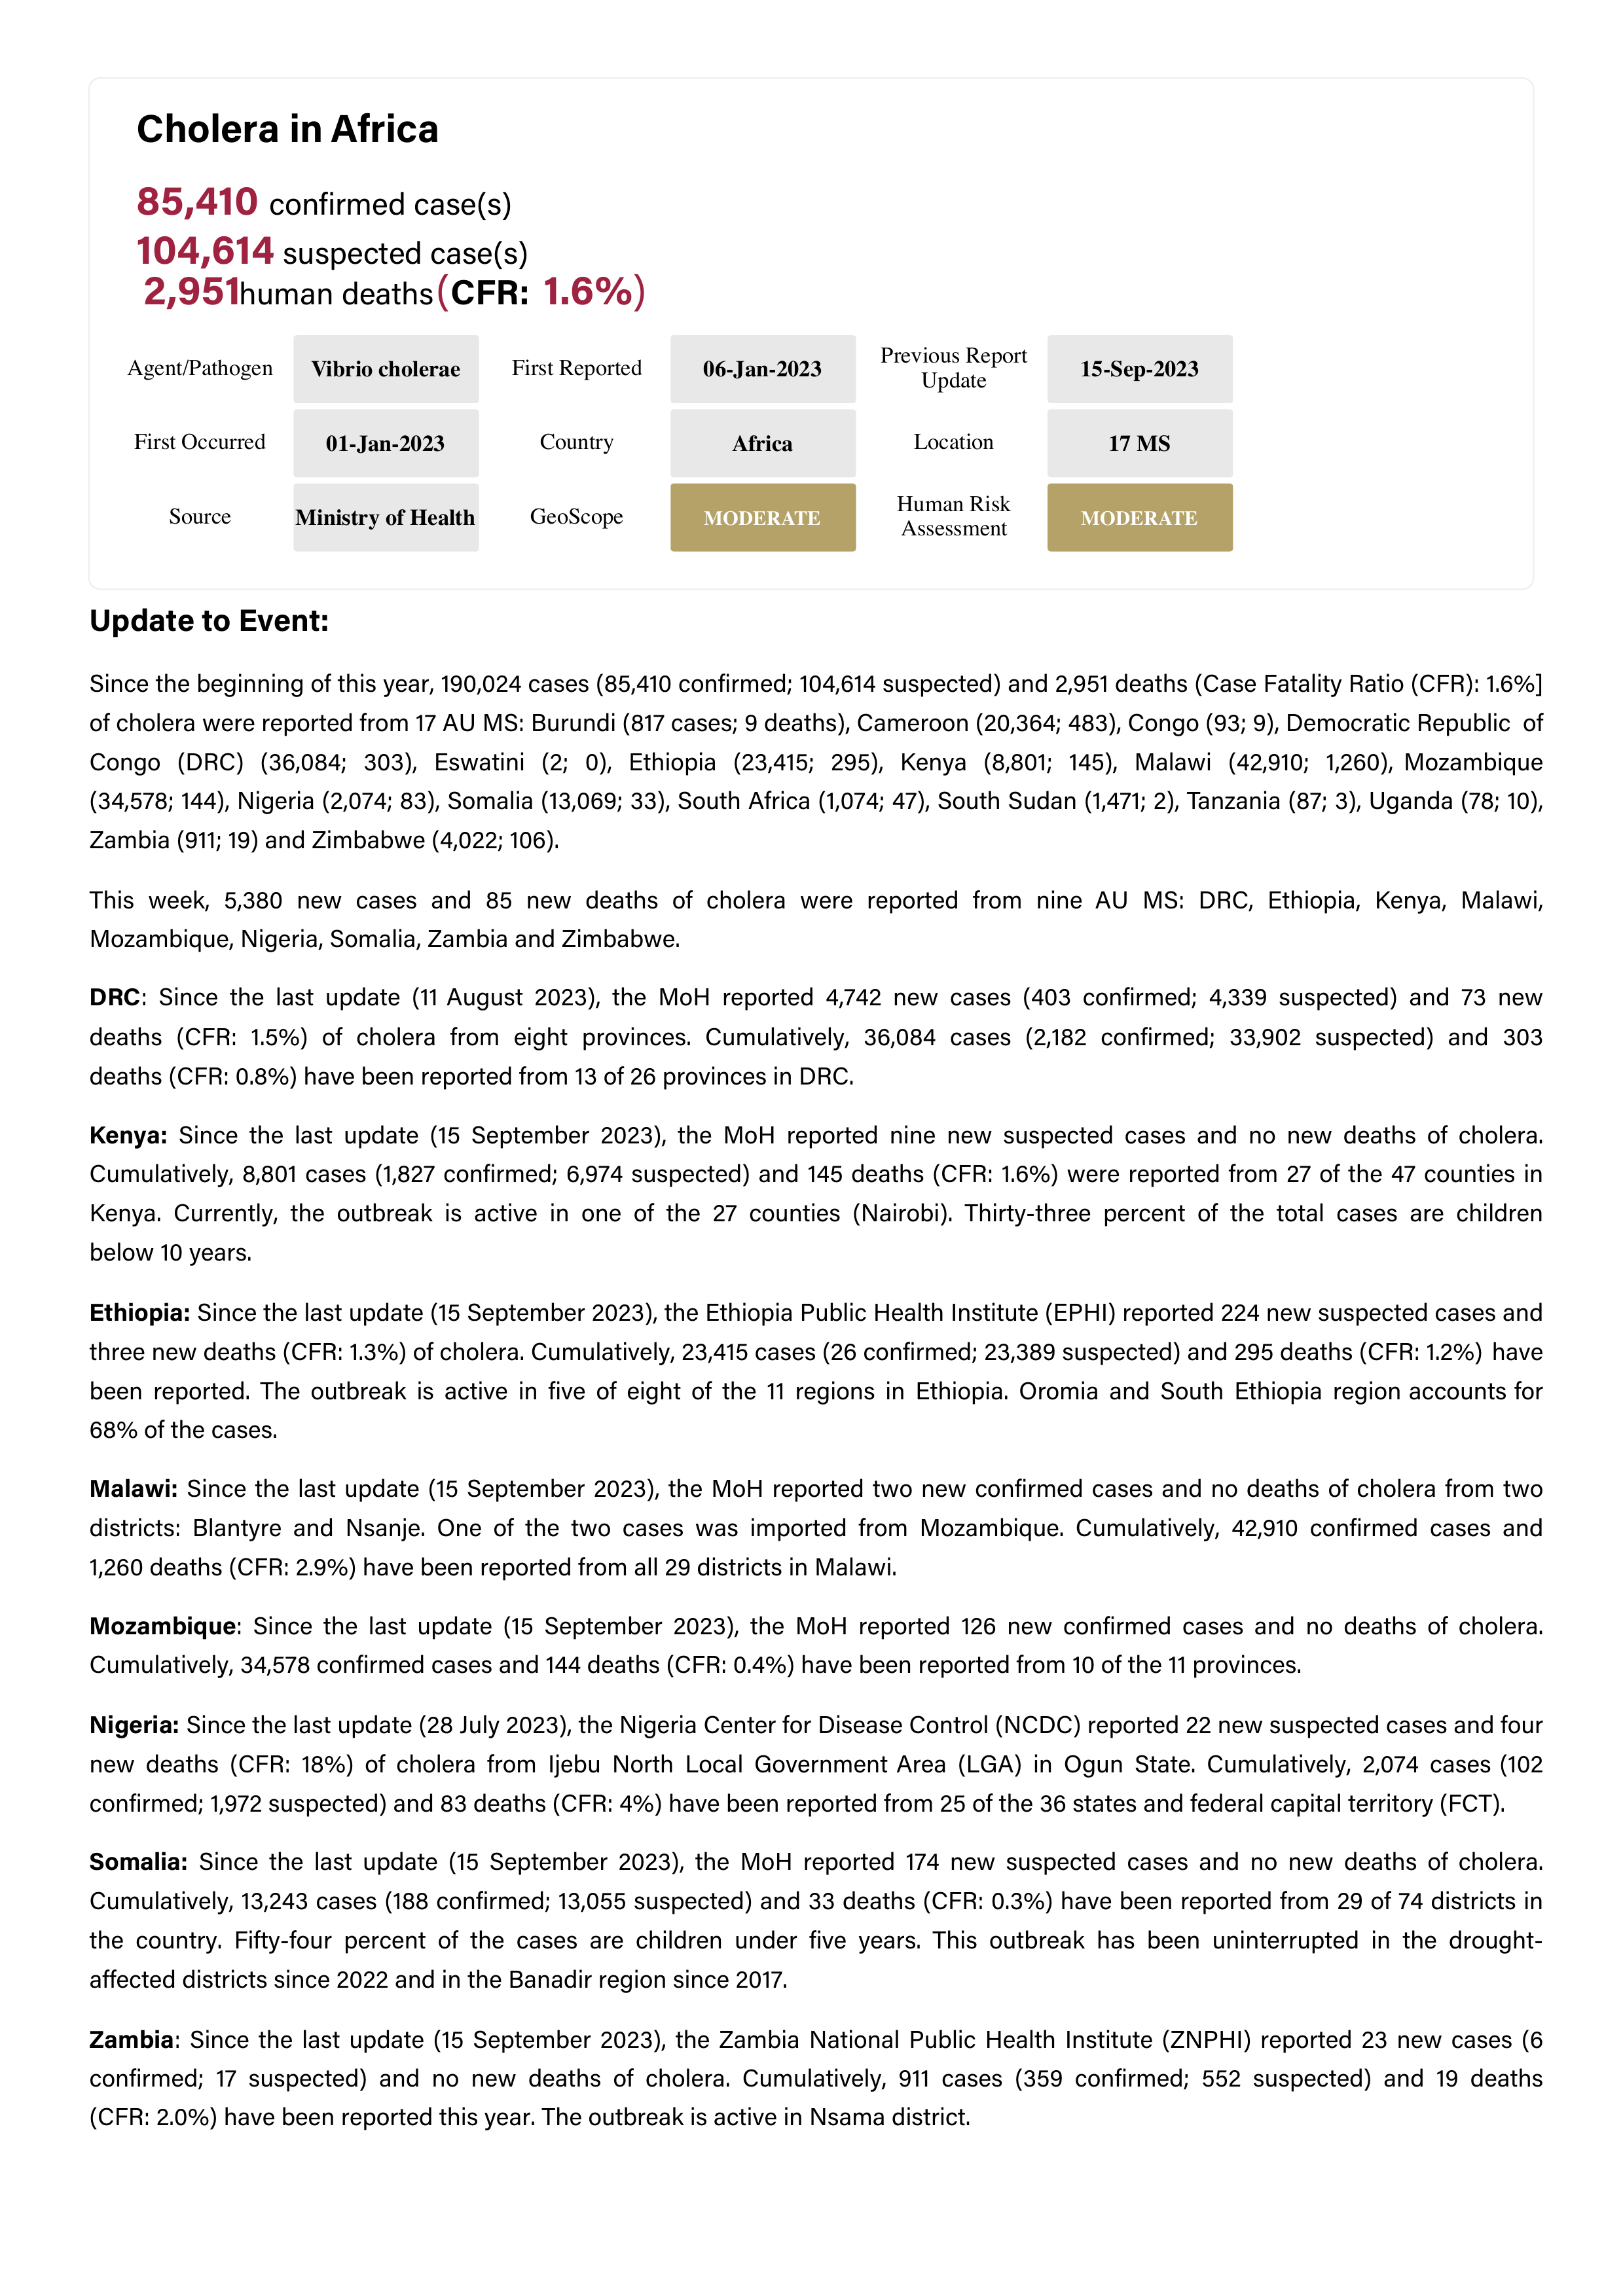 Cholera in Africa
85,410 confirmed case(s)
104,614 suspected case(s)
2,951human deaths(CFR: 1.6%)
Agent/Pathogen Vibrio cholerae First Reported 06-Jan-2023 Previous Report Update 15-Sep-2023
First Occurred 01-Jan-2023 Country Africa Location 17 MS
Source Ministry of Health GeoScope MODERATE Human Risk Assessment MODERATE
Update to Event:
Since the beginning of this year, 190,024 cases (85,410 confirmed; 104,614 suspected) and 2,951 deaths (Case Fatality Ratio (CFR): 1.6%]
of cholera were reported from 17 AU MS: Burundi (817 cases; 9 deaths), Cameroon (20,364; 483), Congo (93; 9), Democratic Republic of
Congo (DRC) (36,084; 303), Eswatini (2; 0), Ethiopia (23,415; 295), Kenya (8,801; 145), Malawi (42,910; 1,260), Mozambique
(34,578; 144), Nigeria (2,074; 83), Somalia (13,069; 33), South Africa (1,074; 47), South Sudan (1,471; 2), Tanzania (87; 3), Uganda (78; 10),
Zambia (911; 19) and Zimbabwe (4,022; 106).
This week, 5,380 new cases and 85 new deaths of cholera were reported from nine AU MS: DRC, Ethiopia, Kenya, Malawi,
Mozambique, Nigeria, Somalia, Zambia and Zimbabwe.
DRC: Since the last update (11 August 2023), the MoH reported 4,742 new cases (403 confirmed; 4,339 suspected) and 73 new
deaths (CFR: 1.5%) of cholera from eight provinces. Cumulatively, 36,084 cases (2,182 confirmed; 33,902 suspected) and 303
deaths (CFR: 0.8%) have been reported from 13 of 26 provinces in DRC.
Kenya: Since the last update (15 September 2023), the MoH reported nine new suspected cases and no new deaths of cholera.
Cumulatively, 8,801 cases (1,827 confirmed; 6,974 suspected) and 145 deaths (CFR: 1.6%) were reported from 27 of the 47 counties in
Kenya. Currently, the outbreak is active in one of the 27 counties (Nairobi). Thirty-three percent of the total cases are children
below 10 years.
Ethiopia: Since the last update (15 September 2023), the Ethiopia Public Health Institute (EPHI) reported 224 new suspected cases and
three new deaths (CFR: 1.3%) of cholera. Cumulatively, 23,415 cases (26 confirmed; 23,389 suspected) and 295 deaths (CFR: 1.2%) have
been reported. The outbreak is active in five of eight of the 11 regions in Ethiopia. Oromia and South Ethiopia region accounts for
68% of the cases.
Malawi: Since the last update (15 September 2023), the MoH reported two new confirmed cases and no deaths of cholera from two
districts: Blantyre and Nsanje. One of the two cases was imported from Mozambique. Cumulatively, 42,910 confirmed cases and
1,260 deaths (CFR: 2.9%) have been reported from all 29 districts in Malawi.
Mozambique: Since the last update (15 September 2023), the MoH reported 126 new confirmed cases and no deaths of cholera.
Cumulatively, 34,578 confirmed cases and 144 deaths (CFR: 0.4%) have been reported from 10 of the 11 provinces.
Nigeria: Since the last update (28 July 2023), the Nigeria Center for Disease Control (NCDC) reported 22 new suspected cases and four
new deaths (CFR: 18%) of cholera from Ijebu North Local Government Area (LGA) in Ogun State. Cumulatively, 2,074 cases (102
confirmed; 1,972 suspected) and 83 deaths (CFR: 4%) have been reported from 25 of the 36 states and federal capital territory (FCT).
Somalia: Since the last update (15 September 2023), the MoH reported 174 new suspected cases and no new deaths of cholera.
Cumulatively, 13,243 cases (188 confirmed; 13,055 suspected) and 33 deaths (CFR: 0.3%) have been reported from 29 of 74 districts in
the country. Fifty-four percent of the cases are children under five years. This outbreak has been uninterrupted in the drought-
affected districts since 2022 and in the Banadir region since 2017.
Zambia: Since the last update (15 September 2023), the Zambia National Public Health Institute (ZNPHI) reported 23 new cases (6
confirmed; 17 suspected) and no new deaths of cholera. Cumulatively, 911 cases (359 confirmed; 552 suspected) and 19 deaths
(CFR: 2.0%) have been reported this year. The outbreak is active in Nsama district.